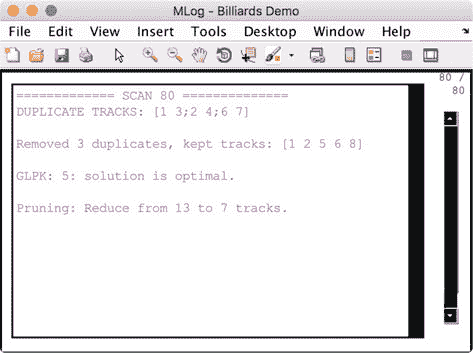 MLog - Billiards Demo
File Edit View Insert Tools Desktop Window Help
80 /
80
============= SCAN 80 ==============
DUPLICATE TRACKS: [1 3;2 4;6 7]
Removed 3 duplicates, kept tracks: [1 2 5 6 8]
GLPK: 5: solution is optimal.
Pruning: Reduce from 13 to 7 tracks.